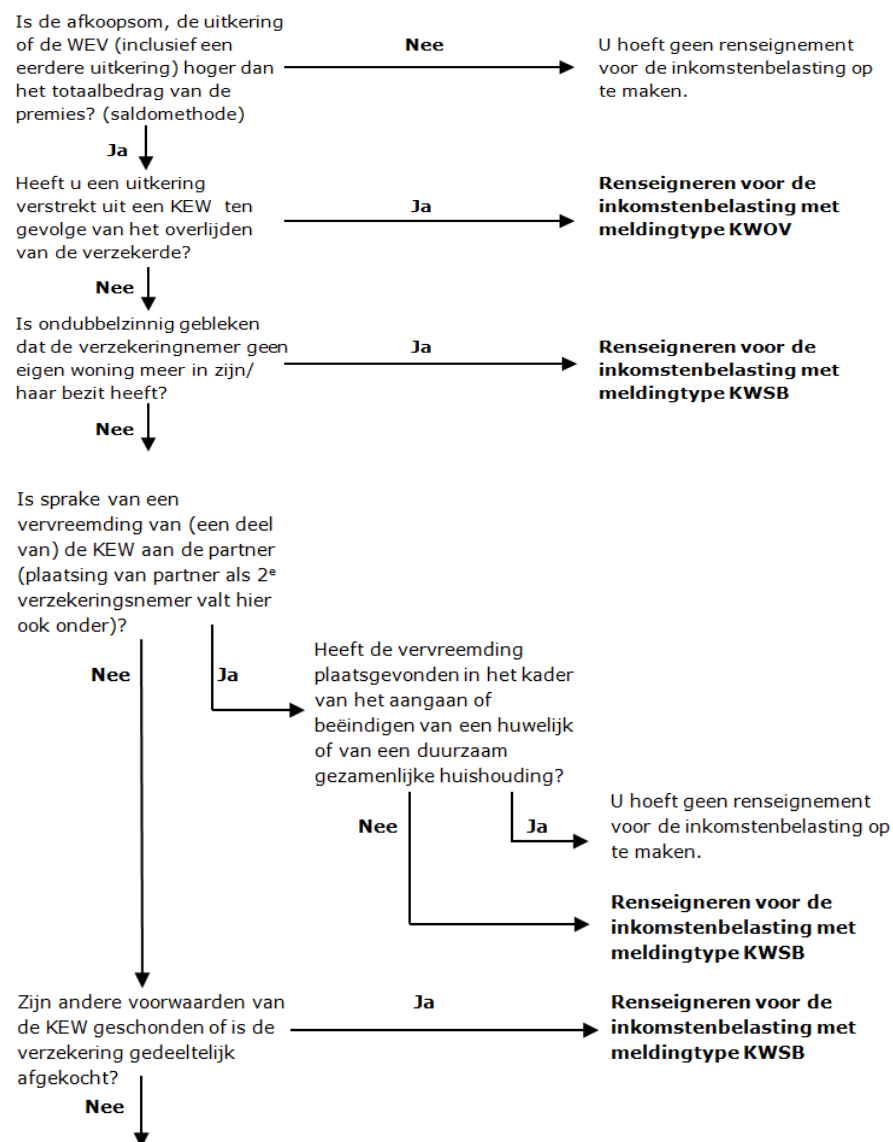 Is de afkoopsom, de uitkering
of de WEV (inclusief een
eerdere uitkering) hoger dan
het totaalbedrag van de
premies? (saldomethode)
Nee
U hoeft geen renseignement
voor de inkomstenbelasting op
te maken.
Ja
Heeft u een uitkering
verstrekt uit een KEW ten
gevolge van het overlijden
van de verzekerde?
Ja
Renseigneren voor de
inkomstenbelasting met
meldingtype KWOV
Nee
Is ondubbelzinnig gebleken
dat de verzekeringnemer geen
eigen woning meer in zijn/
haar bezit heeft?
Ja
Renseigneren voor de
inkomstenbelasting met
meldingtype KWSB
Nee
Is sprake van een
vervreemding van (een deel
van) de KEW aan de partner
(plaatsing van partner als 2e
verzekeringsnemer valt hier
ook onder)?
Nee
Ja
Heeft de vervreemding
plaatsgevonden in het kader
van het aangaan of
beëindigen van een huwelijk
of van een duurzaam
gezamenlijke huishouding?
Nee
Ja
U hoeft geen renseignement
voor de inkomstenbelasting op
te maken.
Renseigneren voor de
inkomstenbelasting met
meldingtype KWSB
Zijn andere voorwaarden van
de KEW geschonden of is de
verzekering gedeeltelijk
afgekocht?
Ja
Renseigneren voor de
inkomstenbelasting met
meldingtype KWSB
Nee